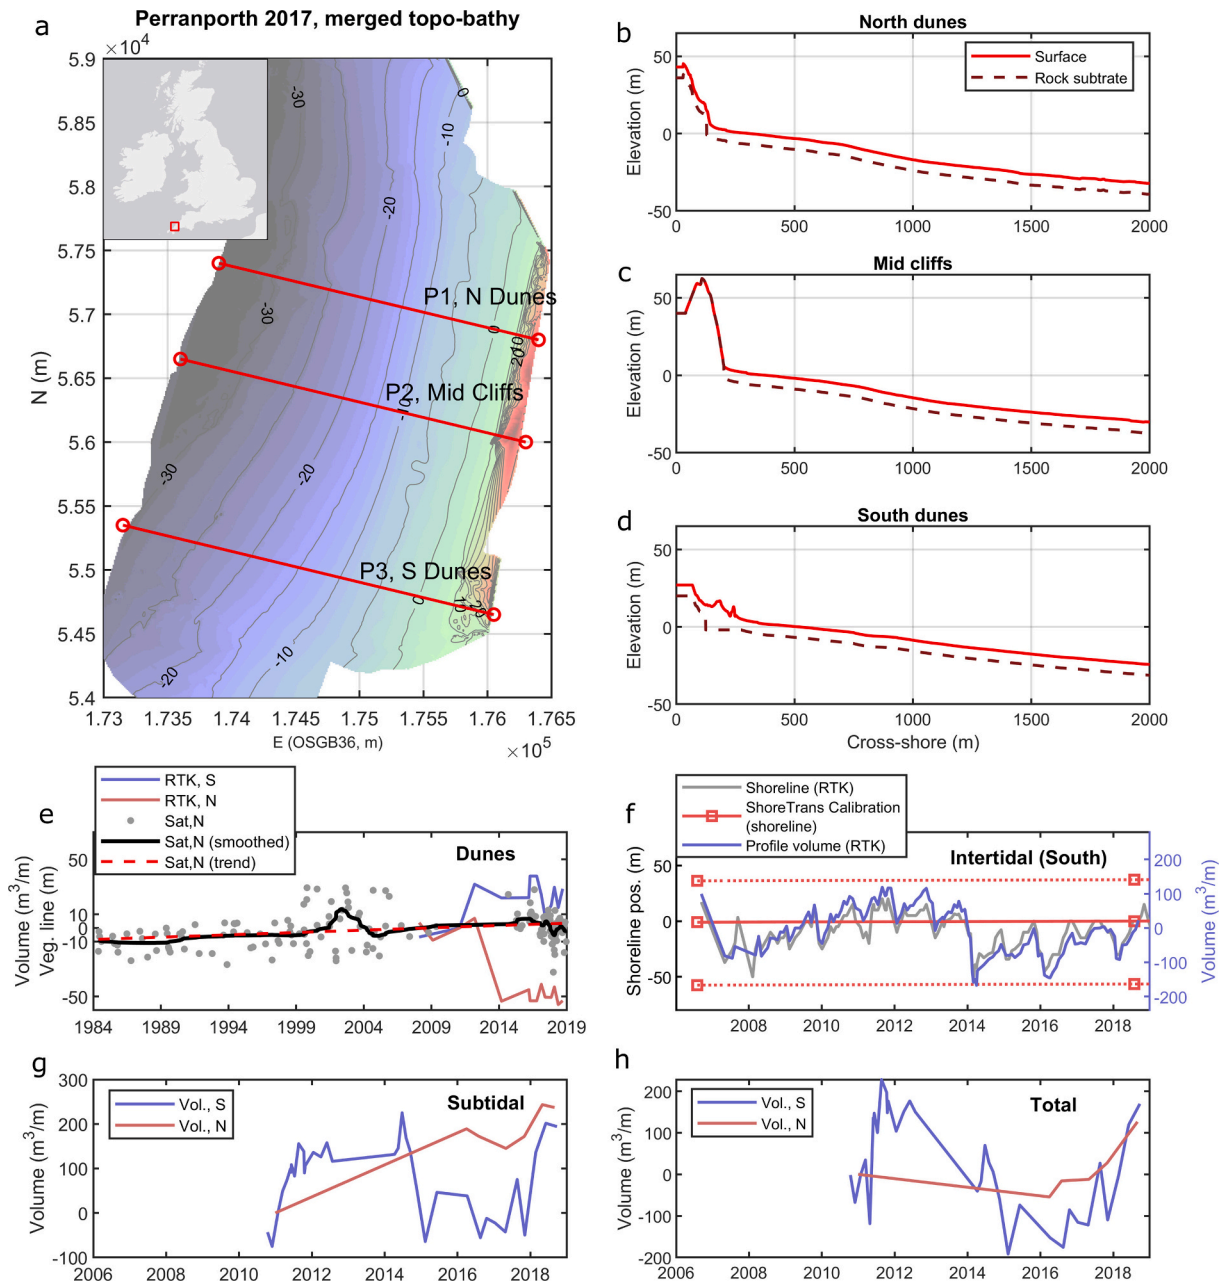 a
Perranporth 2017, merged topo-bathy
×10⁴
5.9
5.85
5.8
5.75
5.7
5.65
5.6
5.55
5.5
5.45
5.4
N (m)
-30
0
-10
-20
-30
P1, N Dunes
0
10
20
P2, Mid Cliffs
-10
-30
-20
P3, S Dunes
0
10
20
-10
-20
1.73 1.735 1.74 1.745 1.75 1.755 1.76 1.765
E (OSGB36, m)
×10⁵
b
North dunes
Surface
Rock subtrate
Elevation (m)
50
0
-50
0 500 1000 1500 2000
c
Mid cliffs
Elevation (m)
50
0
-50
0 500 1000 1500 2000
d
South dunes
Elevation (m)
50
0
-50
0 500 1000 1500 2000
Cross-shore (m)
e
RTK, S
RTK, N
Sat,N
Sat,N (smoothed)
Sat,N (trend)
Dunes
Volume (m³/m)
Veg. line (m)
50
10
-10
-50
1984 1989 1994 1999 2004 2009 2014 2019
f
Shoreline (RTK)
ShoreTrans Calibration
(shoreline)
Profile volume (RTK)
Intertidal (South)
Shoreline pos. (m)
50
0
-50
200
100
0
-100
-200
Volume (m³/m)
2008 2010 2012 2014 2016 2018
g
Vol., S
Vol., N
Subtidal
Volume (m³/m)
300
200
100
0
-100
2006 2008 2010 2012 2014 2016 2018
h
Vol., S
Vol., N
Total
Volume (m³/m)
200
100
0
-100
-200
2006 2008 2010 2012 2014 2016 2018